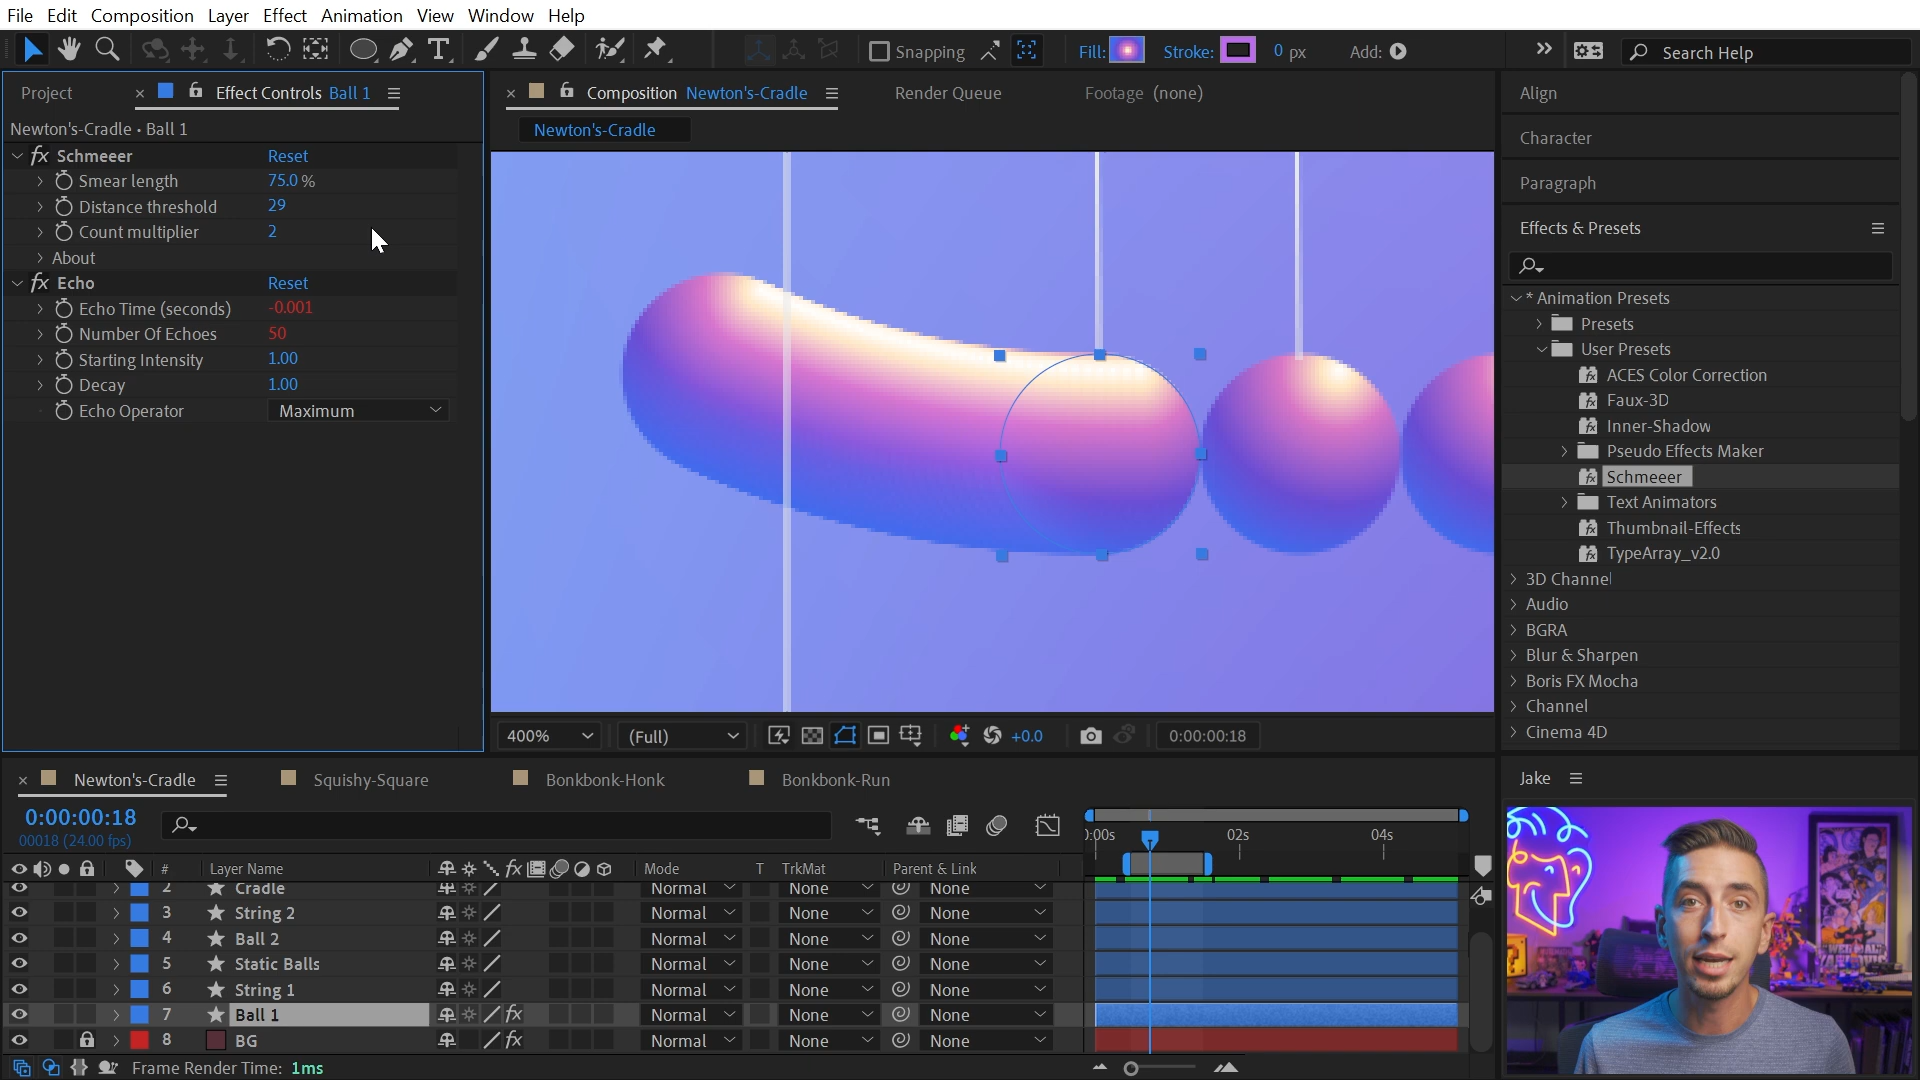 File Edit Composition Layer Effect Animation View Window Help
Snapping Fill: Stroke: 0 px Add: Search Help
Project × Effect Controls Ball 1
Newton's-Cradle • Ball 1
fx Schmeeer Reset
Smear length 75.0 %
Distance threshold 29
Count multiplier 2
About
fx Echo Reset
Echo Time (seconds) -0.001
Number Of Echoes 50
Starting Intensity 1.00
Decay 1.00
Echo Operator Maximum
× Composition Newton's-Cradle Render Queue Footage (none)
Newton's-Cradle
400% (Full) +0.0 0:00:00:18
Align
Character
Paragraph
Effects & Presets
* Animation Presets
Presets
User Presets
ACES Color Correction
Faux-3D
Inner-Shadow
Pseudo Effects Maker
Schmeeer
Text Animators
Thumbnail-Effects
TypeArray_v2.0
3D Channel
Audio
BGRA
Blur & Sharpen
Boris FX Mocha
Channel
Cinema 4D
× Newton's-Cradle Squishy-Square Bonkbonk-Honk Bonkbonk-Run
0:00:00:18
00018 (24.00 fps)
):00s 02s 04s
# Layer Name fx Mode T TrkMat Parent & Link
2 Cradle Normal None None
3 String 2 Normal None None
4 Ball 2 Normal None None
5 Static Balls Normal None None
6 String 1 Normal None None
7 Ball 1 fx Normal None None
8 BG fx Normal None None
Frame Render Time: 1ms
Jake